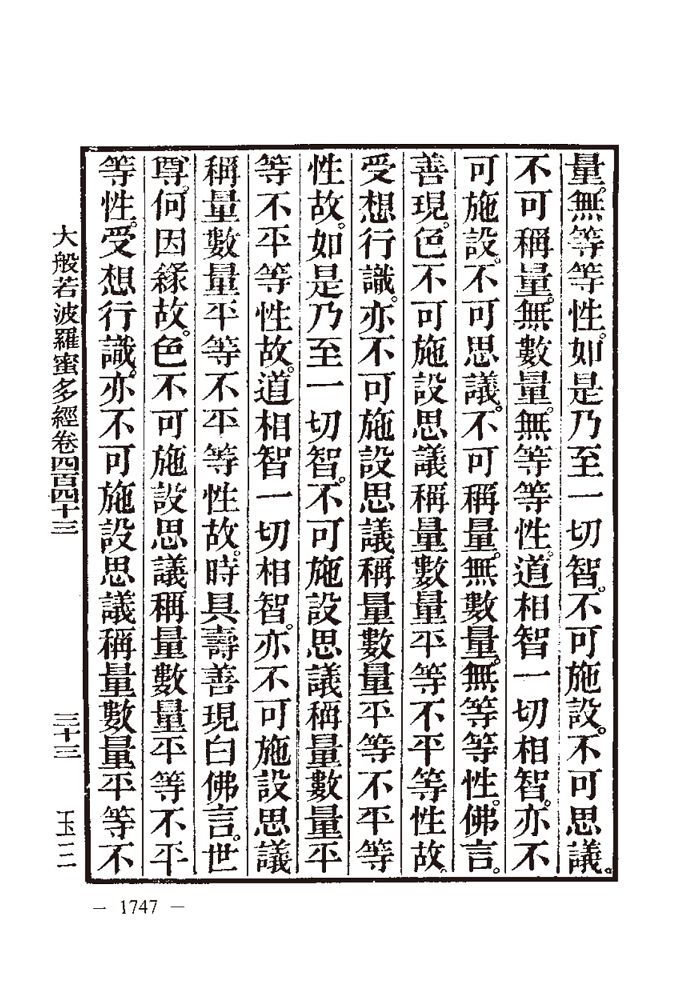 量。無等等性。如是乃至一切智。不可施設。不可思議。
不可稱量。無數量。無等等性。道相智一切相智。亦不
可施設。不可思議。不可稱量。無數量。無等等性。佛言。
善現。色不可施設思議稱量數量平等不平等性故。
受想行識。亦不可施設思議稱量數量平等不平等
性故。如是乃至一切智。不可施設思議稱量數量平
等不平等性故。道相智一切相智。亦不可施設思議
稱量數量平等不平等性故。時具壽善現白佛言。世
尊。何因緣故。色不可施設思議稱量數量平等不平
等性。受想行識。亦不可施設思議稱量數量平等不
大般若波羅蜜多經卷四百四十三 三十三 玉三
— 1747 —